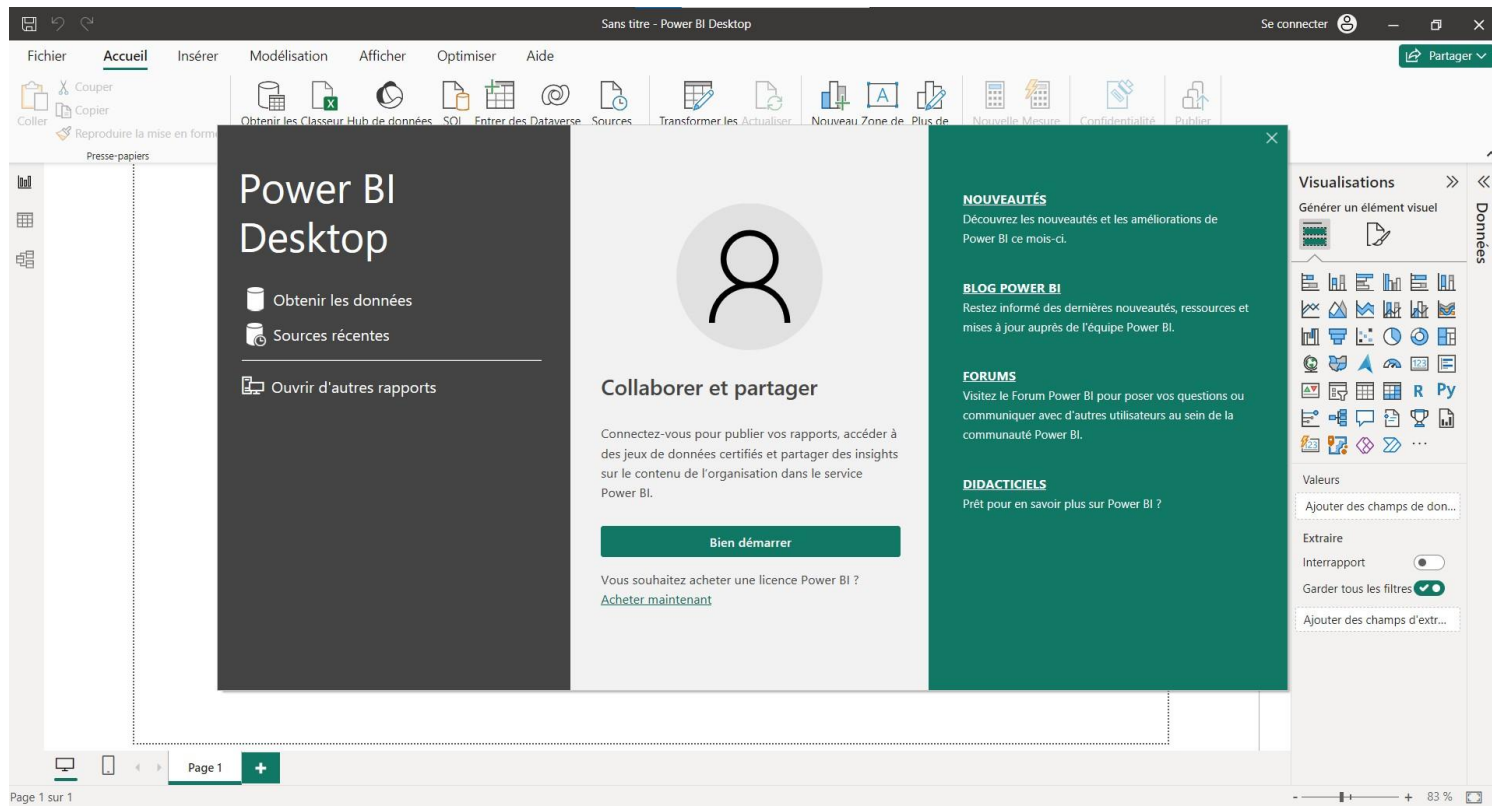 Sans titre - Power BI Desktop
Se connecter
Fichier Accueil Insérer Modélisation Afficher Optimiser Aide
Partager
Coller
Couper
Copier
Reproduire la mise en forme
Presse-papiers
Obtenir les Classeur Hub de données SQL Entrer des Dataverse Sources Transformer les Actualiser Nouveau Zone de Plus de Nouvelle Mesure Confidentialité Publier
Power BI
Desktop
Obtenir les données
Sources récentes
Ouvrir d'autres rapports
Collaborer et partager
Connectez-vous pour publier vos rapports, accéder à
des jeux de données certifiés et partager des insights
sur le contenu de l'organisation dans le service
Power BI.
Bien démarrer
Vous souhaitez acheter une licence Power BI ?
Acheter maintenant
NOUVEAUTÉS
Découvrez les nouveautés et les améliorations de
Power BI ce mois-ci.
BLOG POWER BI
Restez informé des dernières nouveautés, ressources et
mises à jour auprès de l'équipe Power BI.
FORUMS
Visitez le Forum Power BI pour poser vos questions ou
communiquer avec d'autres utilisateurs au sein de la
communauté Power BI.
DIDACTICIELS
Prêt pour en savoir plus sur Power BI ?
Visualisations
Générer un élément visuel
123
R Py
123
Valeurs
Ajouter des champs de don...
Extraire
Interrapport
Garder tous les filtres
Ajouter des champs d'extr...
Données
Page 1
Page 1 sur 1
83 %